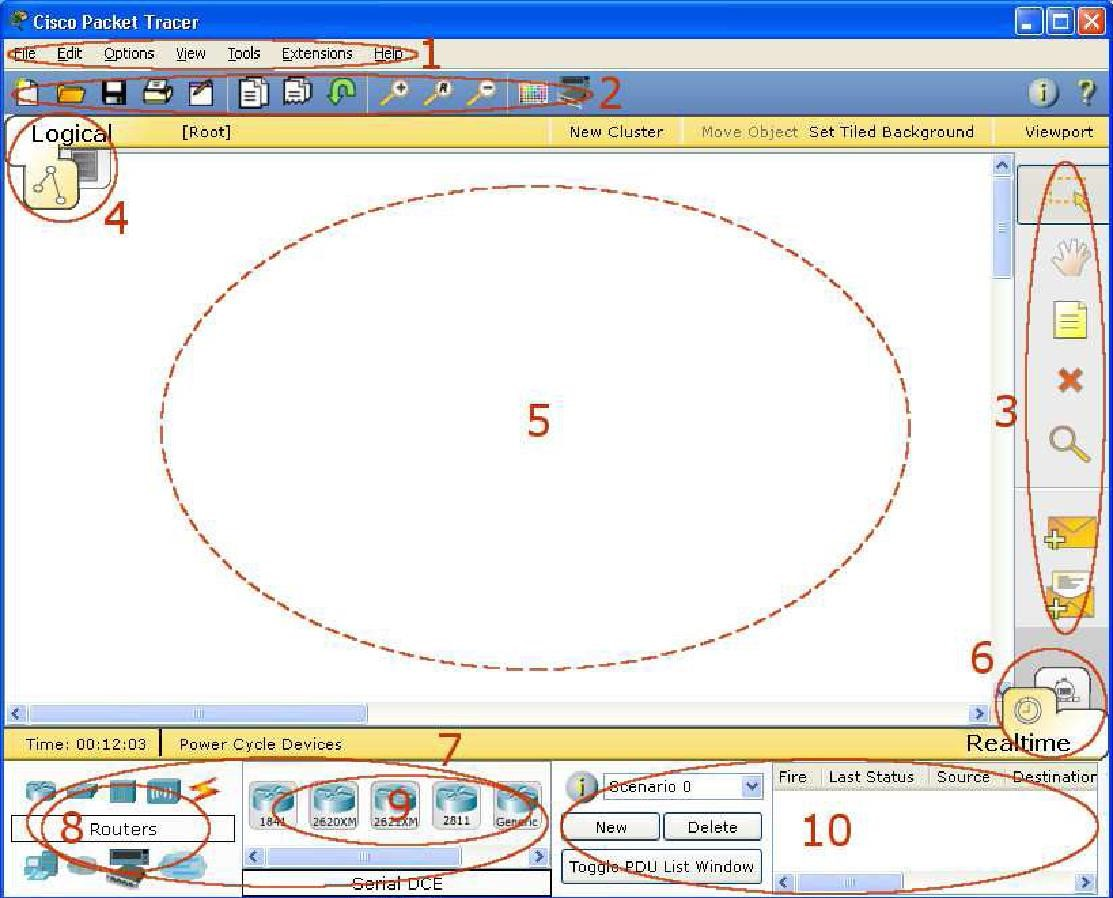 Cisco Packet Tracer
File Edit Options View Tools Extensions Help 1
2
Logical [Root] New Cluster Move Object Set Tiled Background Viewport
4
5
3
6
Time: 00:12:03 Power Cycle Devices 7 Realtime
Fire Last Status Source Destination
Scenario 0
1841 2620XM 2621XM 2811 Generic
9
8 Routers
New Delete
10
Toggle PDU List Window
Serial DCE